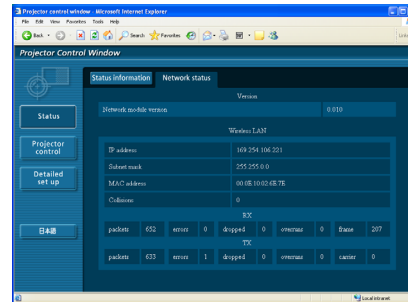 Projector control window - Microsoft Internet Explorer
File Edit View Favorites Tools Help
Back Search Favorites
Projector Control Window
Status information Network status
Version
Network module version 0.010
Status
Wireless LAN
Projector control
IP address 169.254.106.221
Subnet mask 255.255.0.0
Detailed set up
MAC address 00:0E:10:02:6E:7E
Collisions 0
RX
日本語
packets 652 errors 0 dropped 0 overruns 0 frame 207
TX
packets 633 errors 1 dropped 0 overruns 0 carrier 0
Local intranet